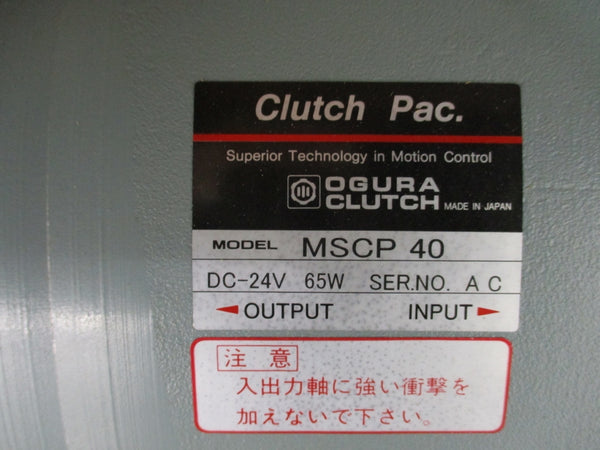 Clutch Pac.
Superior Technology in Motion Control
OGURA
CLUTCH MADE IN JAPAN
MODEL MSCP 40
DC-24V 65W SER.NO. A C
OUTPUT INPUT
注意
入出力軸に強い衝撃を
加えないで下さい。